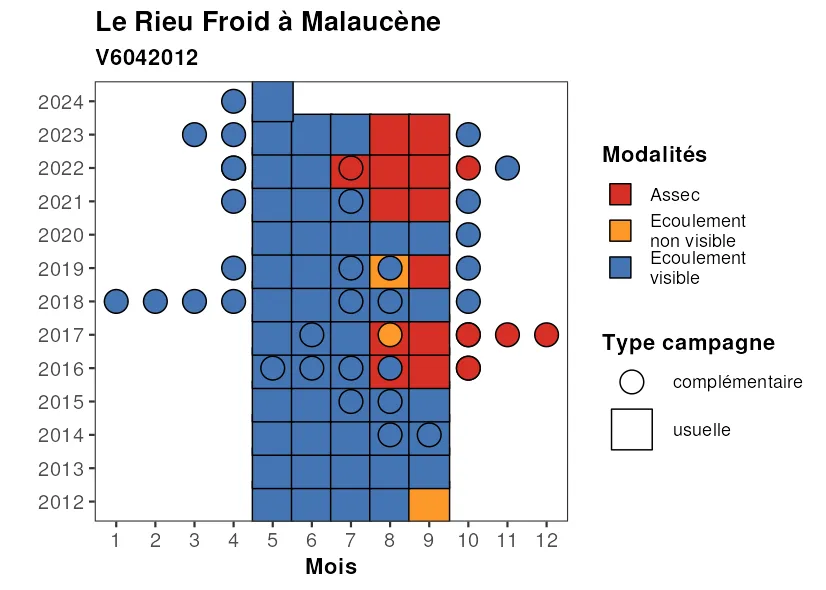 Le Rieu Froid à Malaucène
V6042012
2024
2023
2022
2021
2020
2019
2018
2017
2016
2015
2014
2013
2012
1 2 3 4 5 6 7 8 9 10 11 12
Mois
Modalités
Assec
Ecoulement
non visible
Ecoulement
visible
Type campagne
complémentaire
usuelle